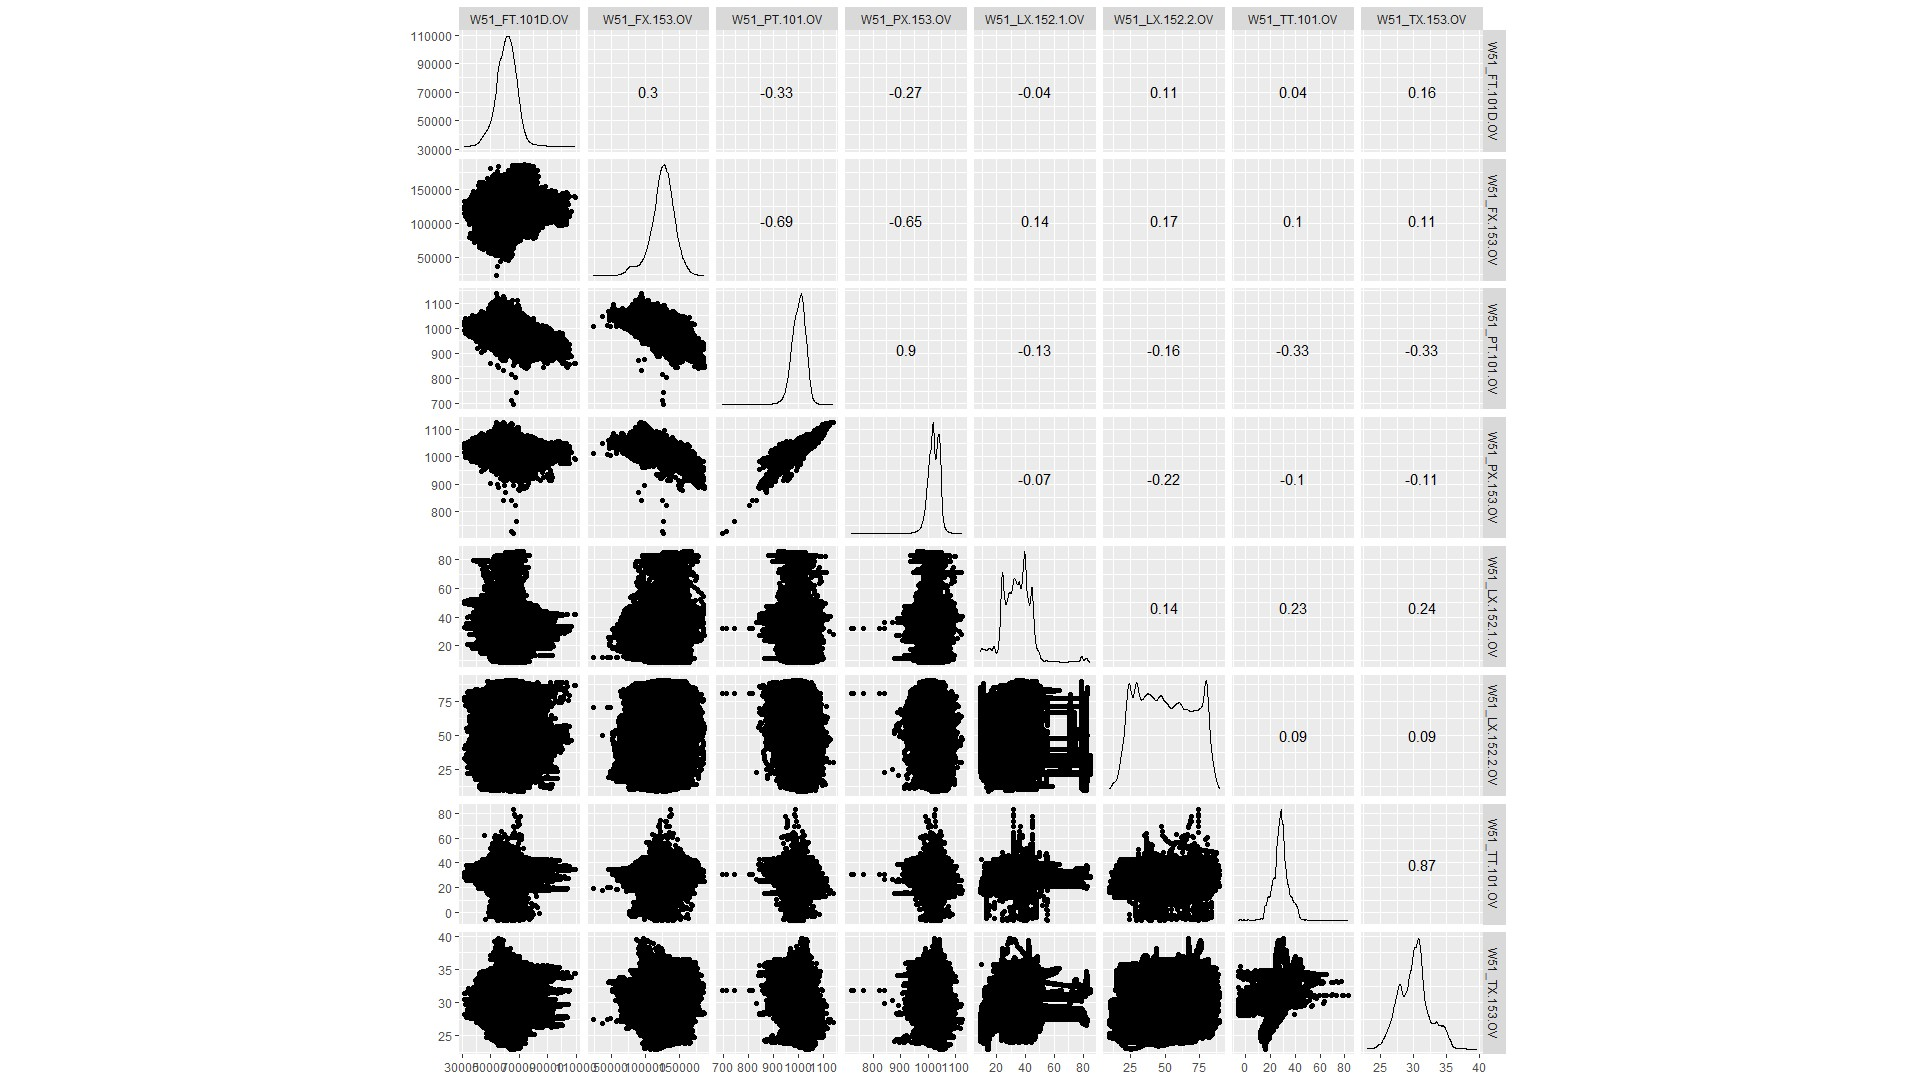 W51_FT.101D.OV W51_FX.153.OV W51_PT.101.OV W51_PX.153.OV W51_LX.152.1.OV W51_LX.152.2.OV W51_TT.101.OV W51_TX.153.OV
110000
90000
70000
50000
30000
0.3 -0.33 -0.27 -0.04 0.11 0.04 0.16
W51_FT.101D.OV
150000
100000
50000
-0.69 -0.65 0.14 0.17 0.1 0.11
W51_FX.153.OV
1100
1000
900
800
700
0.9 -0.13 -0.16 -0.33 -0.33
W51_PT.101.OV
1100
1000
900
800
-0.07 -0.22 -0.1 -0.11
W51_PX.153.OV
80
60
40
20
0.14 0.23 0.24
W51_LX.152.1.OV
75
50
25
0.09 0.09
W51_LX.152.2.OV
80
60
40
20
0
0.87
W51_TT.101.OV
40
35
30
25
W51_TX.153.OV
30000 50000 70000 90000 110000 50000 100000 150000 700 800 900 1000 1100 800 900 1000 1100 20 40 60 80 25 50 75 0 20 40 60 80 25 30 35 40